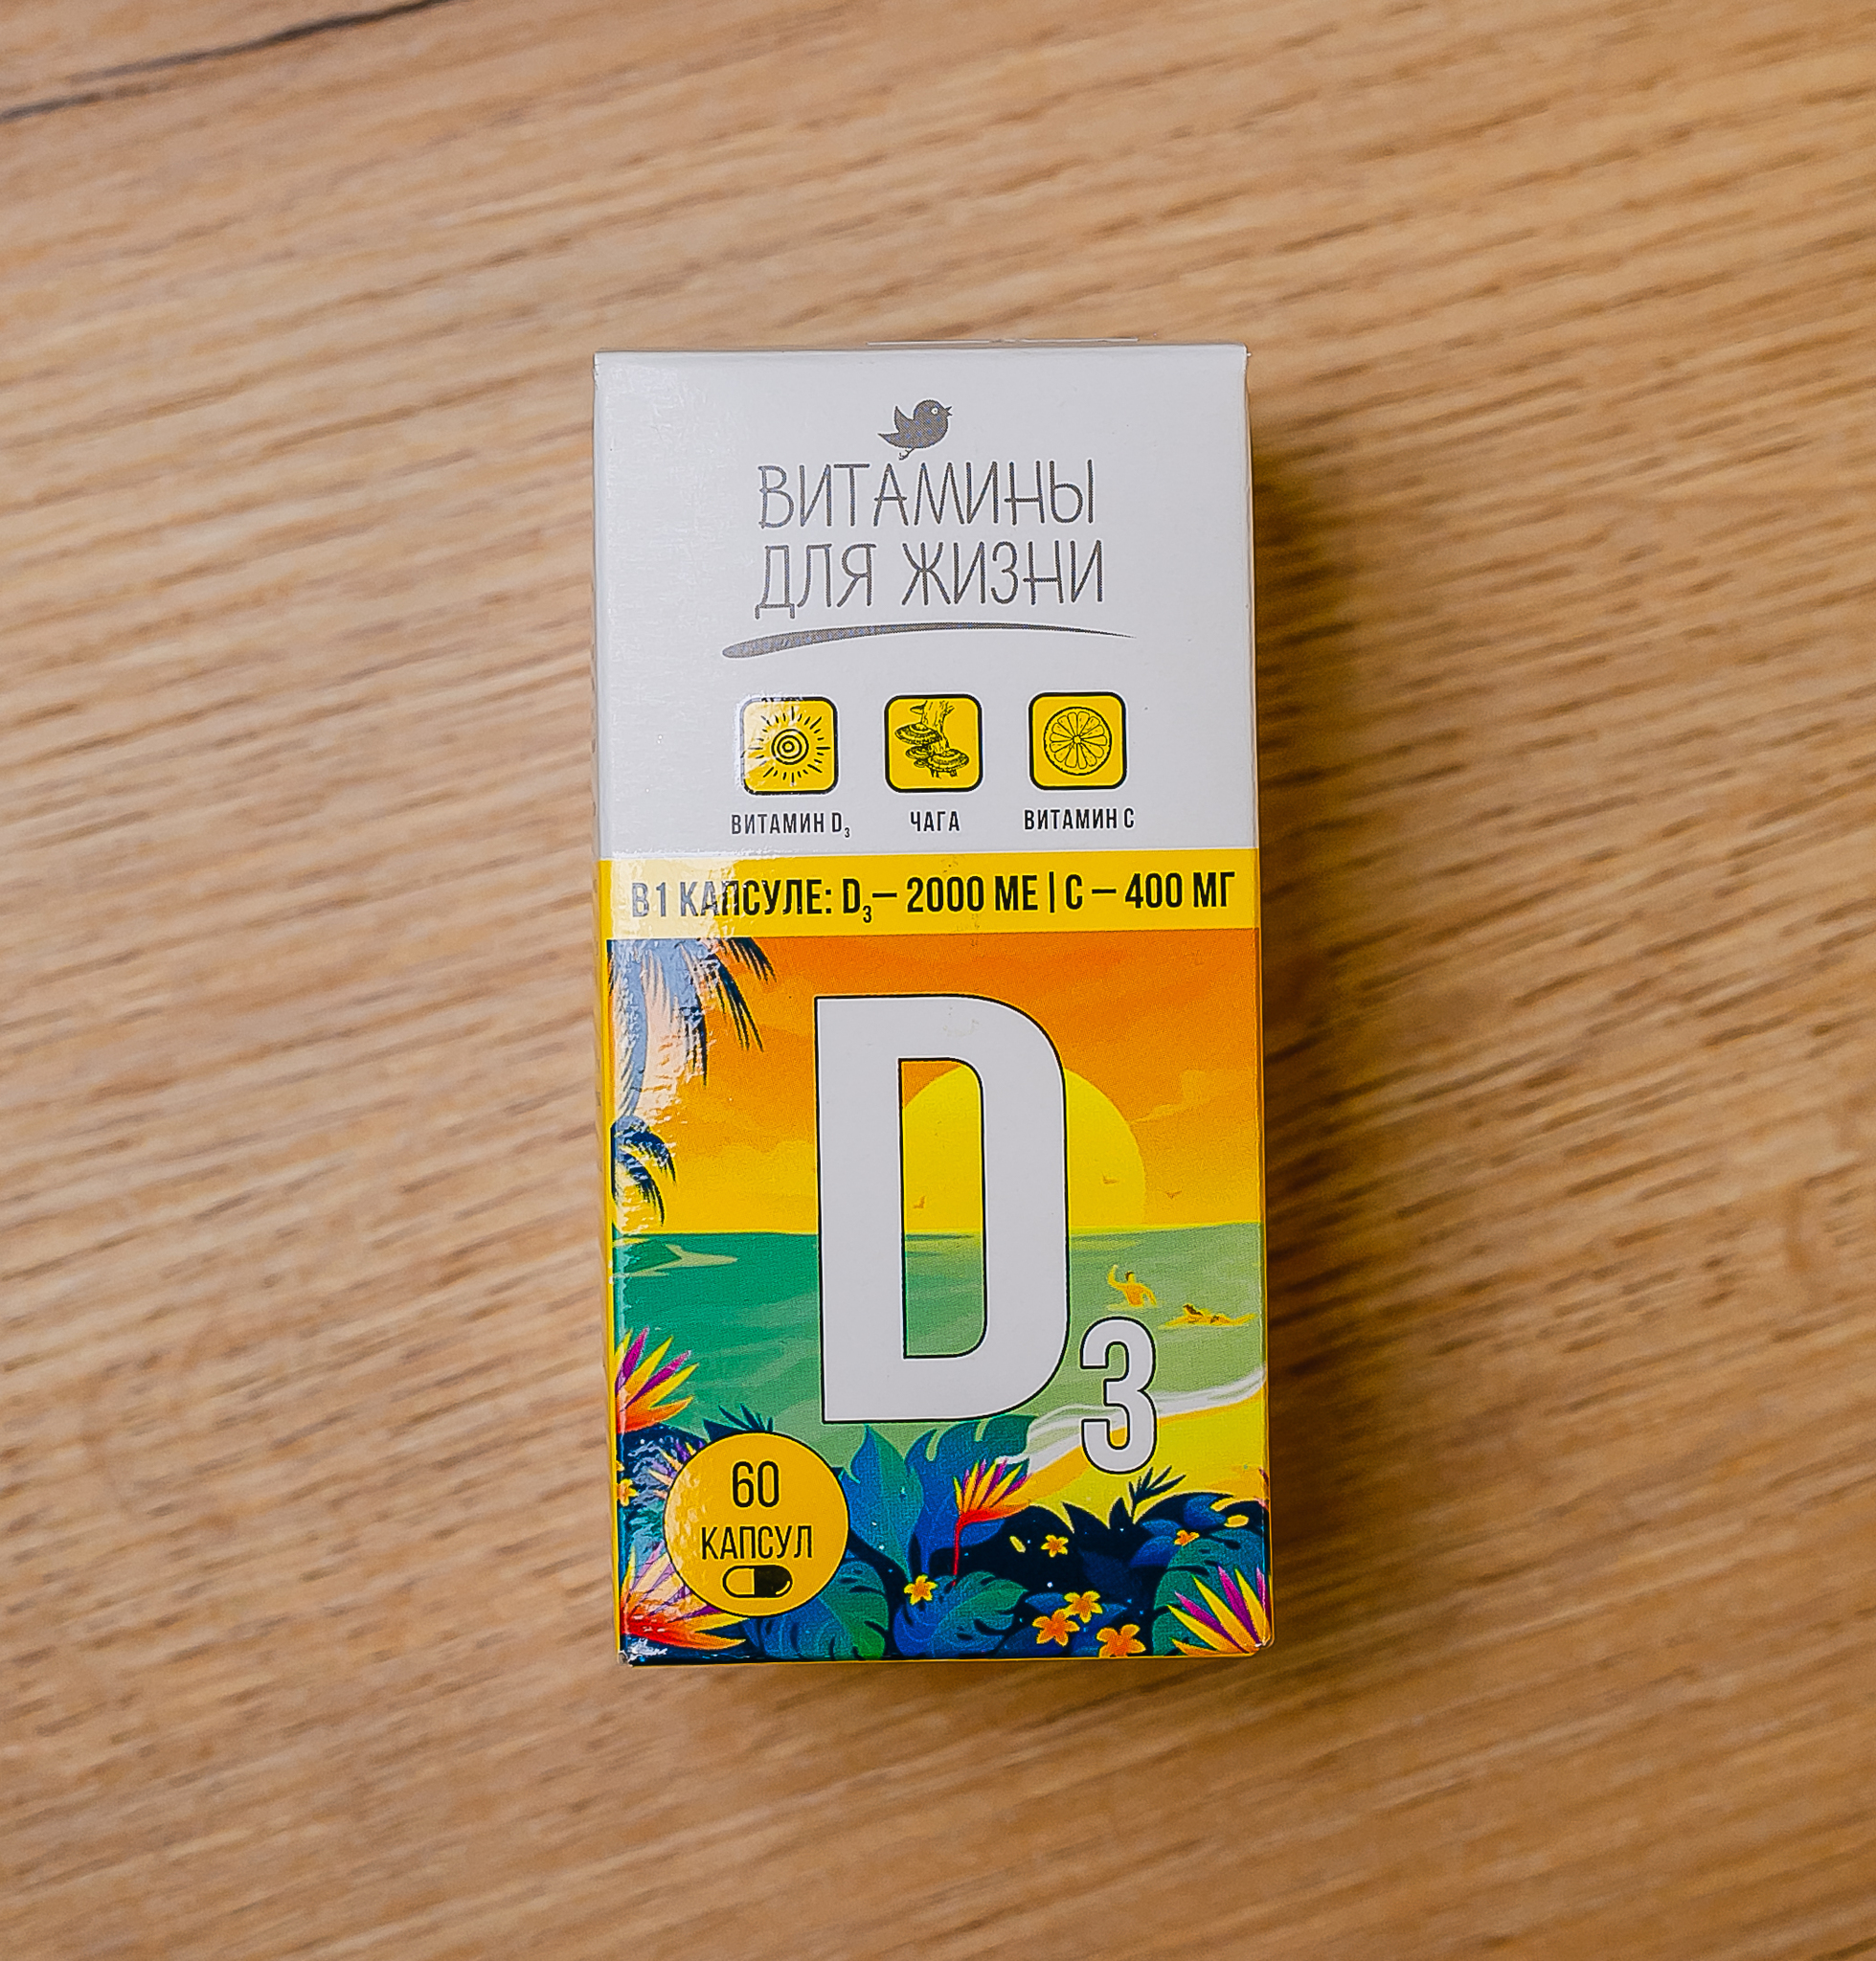 ВИТАМИНЫ
ДЛЯ ЖИЗНИ
ВИТАМИН D₃ ЧАГА ВИТАМИН С
В 1 КАПСУЛЕ: D₃ – 2000 МЕ | С – 400 МГ
D₃
60
КАПСУЛ